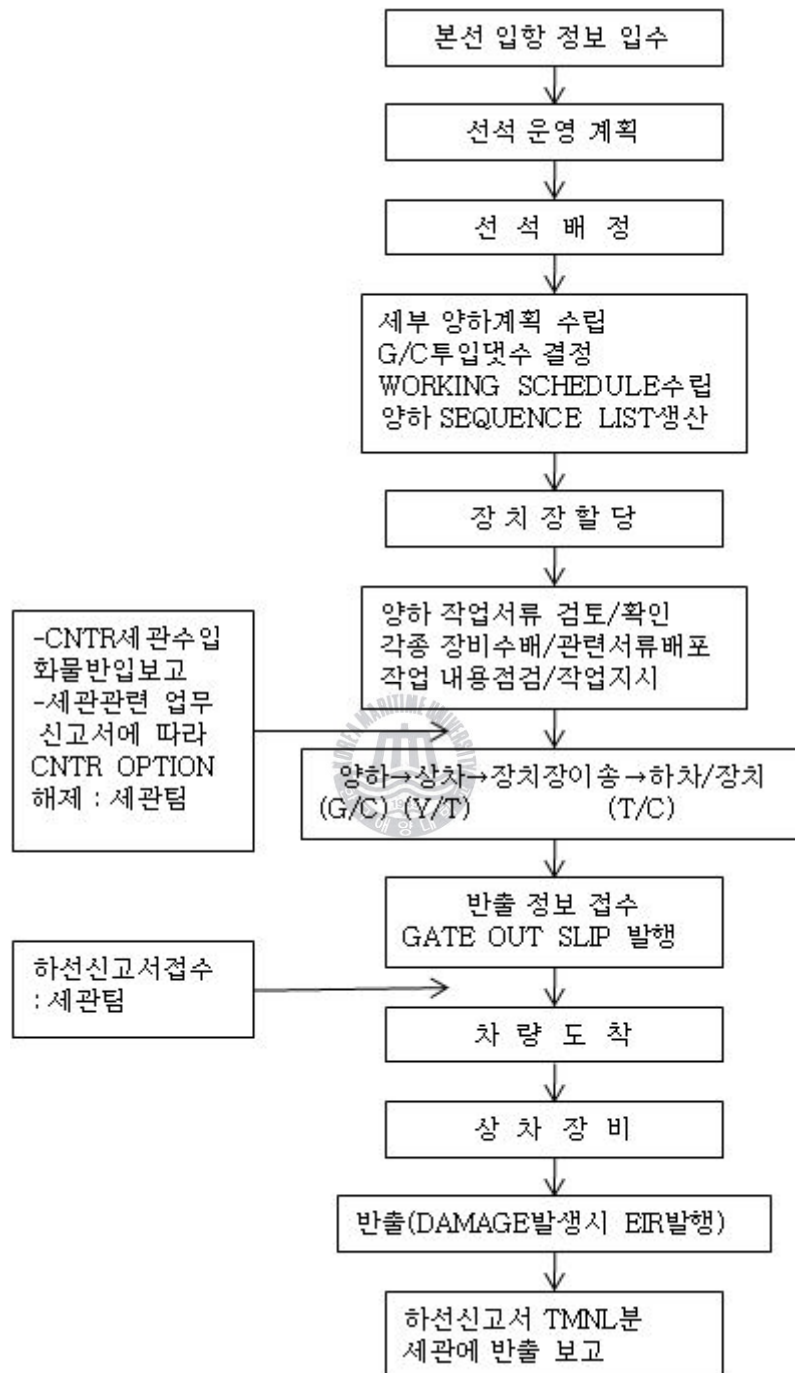 본선 입항 정보 입수
선석 운영 계획
선 석 배 정
세부 양하계획 수립
G/C투입댓수 결정
WORKING SCHEDULE수립
양하 SEQUENCE LIST생산
장 치 장 할 당
양하 작업서류 검토/확인
각종 장비수배/관련서류배포
작업 내용점검/작업지시
-CNTR세관수입
화물반입보고
-세관관련 업무
신고서에 따라
CNTR OPTION
해제 : 세관팀
양하→상차→장치장이송→하차/장치
(G/C) (Y/T) (T/C)
반출 정보 접수
GATE OUT SLIP 발행
하선신고서접수
: 세관팀
차 량 도 착
상 차 장 비
반출(DAMAGE발생시 EIR발행)
하선신고서 TMNL분
세관에 반출 보고
KOREA MARITIME UNIVERSITY